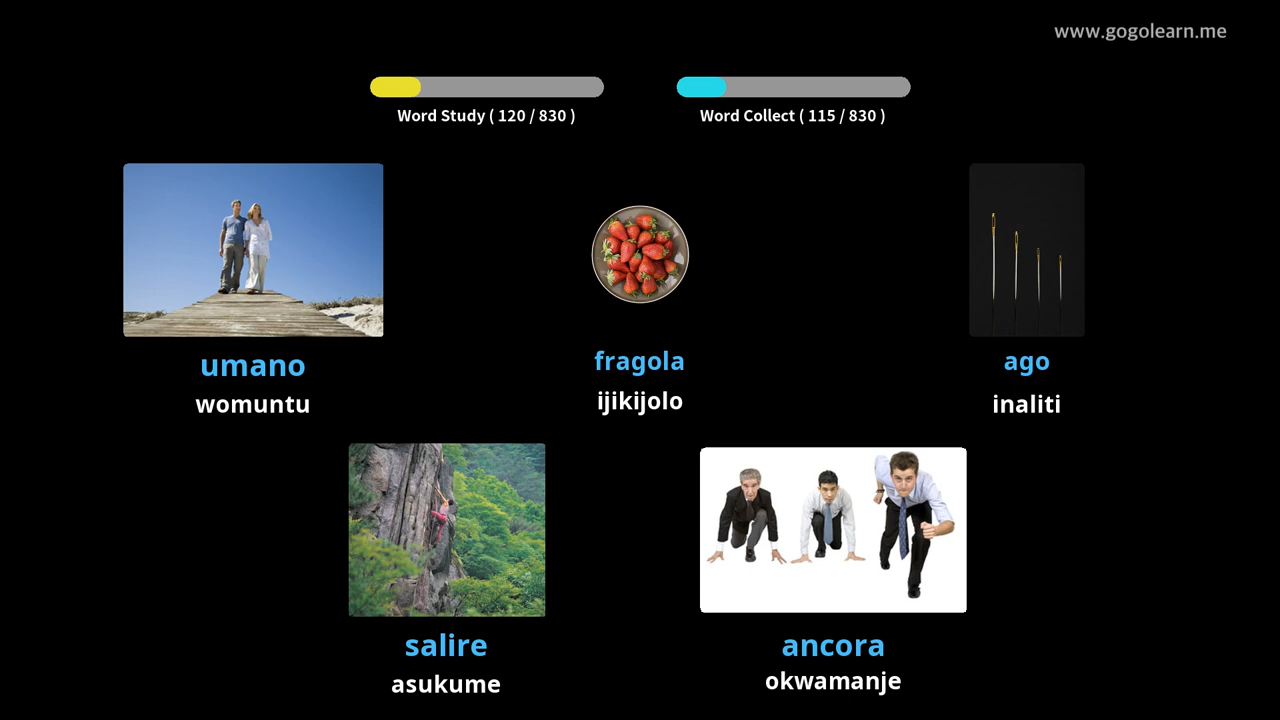 www.gogolearn.me
Word Study ( 120 / 830 )
Word Collect ( 115 / 830 )
umano
womuntu
fragola
ijikijolo
ago
inaliti
salire
asukume
ancora
okwamanje